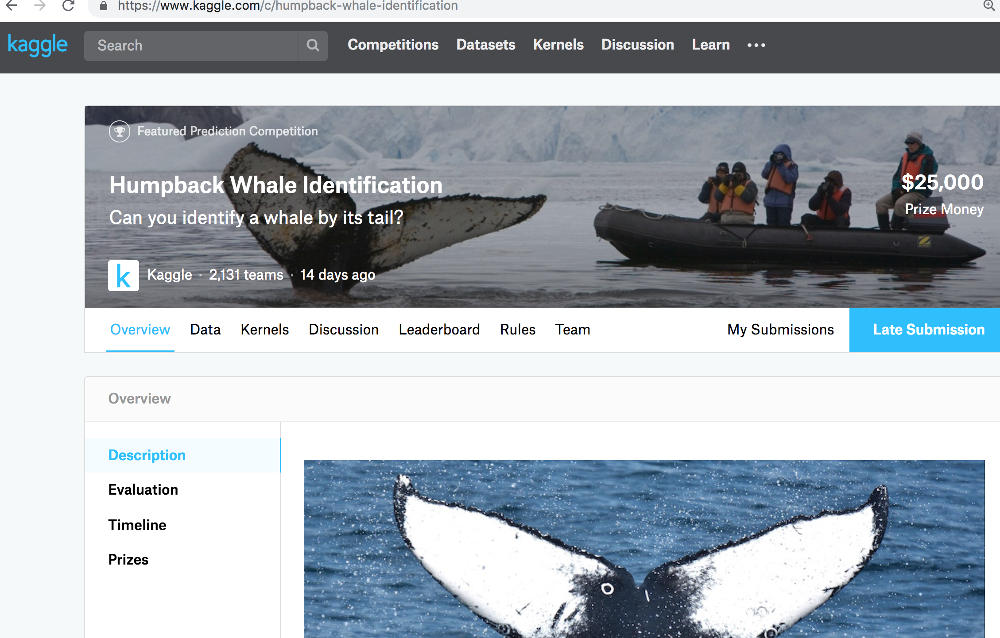 https://www.kaggle.com/c/humpback-whale-identification
kaggle
Search
Competitions Datasets Kernels Discussion Learn
Featured Prediction Competition
Humpback Whale Identification
Can you identify a whale by its tail?
$25,000
Prize Money
k
Kaggle · 2,131 teams · 14 days ago
Overview Data Kernels Discussion Leaderboard Rules Team My Submissions Late Submission
Overview
Description
Evaluation
Timeline
Prizes